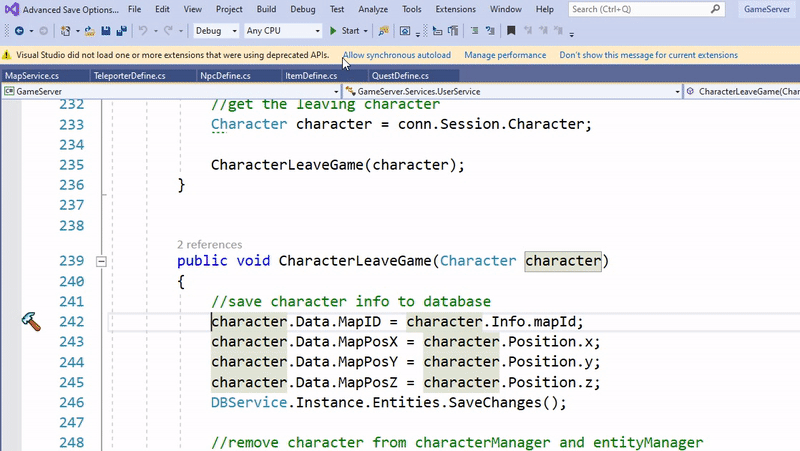 Advanced Save Options... File Edit View Project Build Debug Test Analyze Tools Extensions Window Help Search (Ctrl+Q) GameServer
Debug Any CPU Start
Visual Studio did not load one or more extensions that were using deprecated APIs. Allow synchronous autoload Manage performance Don't show this message for current extensions
MapService.cs TeleporterDefine.cs NpcDefine.cs ItemDefine.cs QuestDefine.cs
GameServer GameServer.Services.UserService CharacterLeaveGame(Char
232 //get the leaving character
233 Character character = conn.Session.Character;
234
235 CharacterLeaveGame(character);
236 }
237
238
2 references
239 public void CharacterLeaveGame(Character character)
240 {
241 //save character info to database
242 character.Data.MapID = character.Info.mapId;
243 character.Data.MapPosX = character.Position.x;
244 character.Data.MapPosY = character.Position.y;
245 character.Data.MapPosZ = character.Position.z;
246 DBService.Instance.Entities.SaveChanges();
247
248 //remove character from characterManager and entityManager